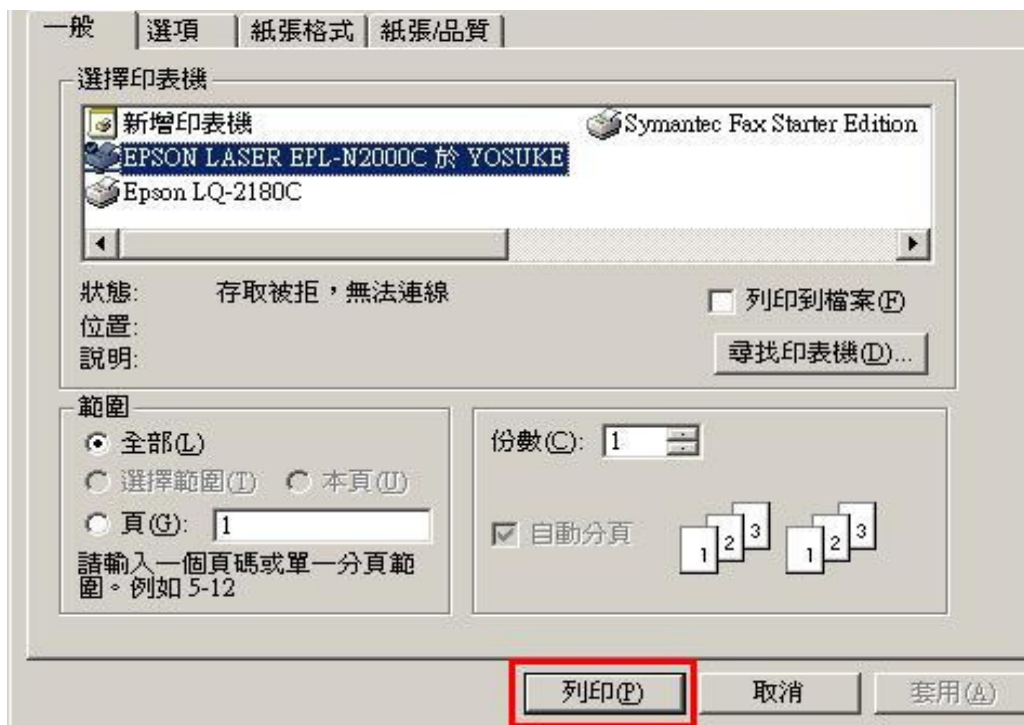 一般 選項 紙張格式 紙張/品質
選擇印表機
新增印表機 Symantec Fax Starter Edition
EPSON LASER EPL-N2000C 於 YOSUKE
Epson LQ-2180C
狀態: 存取被拒，無法連線
列印到檔案(F)
位置:
說明:
尋找印表機(D)...
範圍
全部(L)
選擇範圍(T) 本頁(U)
頁(G): 1
請輸入一個頁碼或單一分頁範
圍。例如 5-12
份數(C): 1
自動分頁
1 2 3 1 2 3
列印(P) 取消 套用(A)